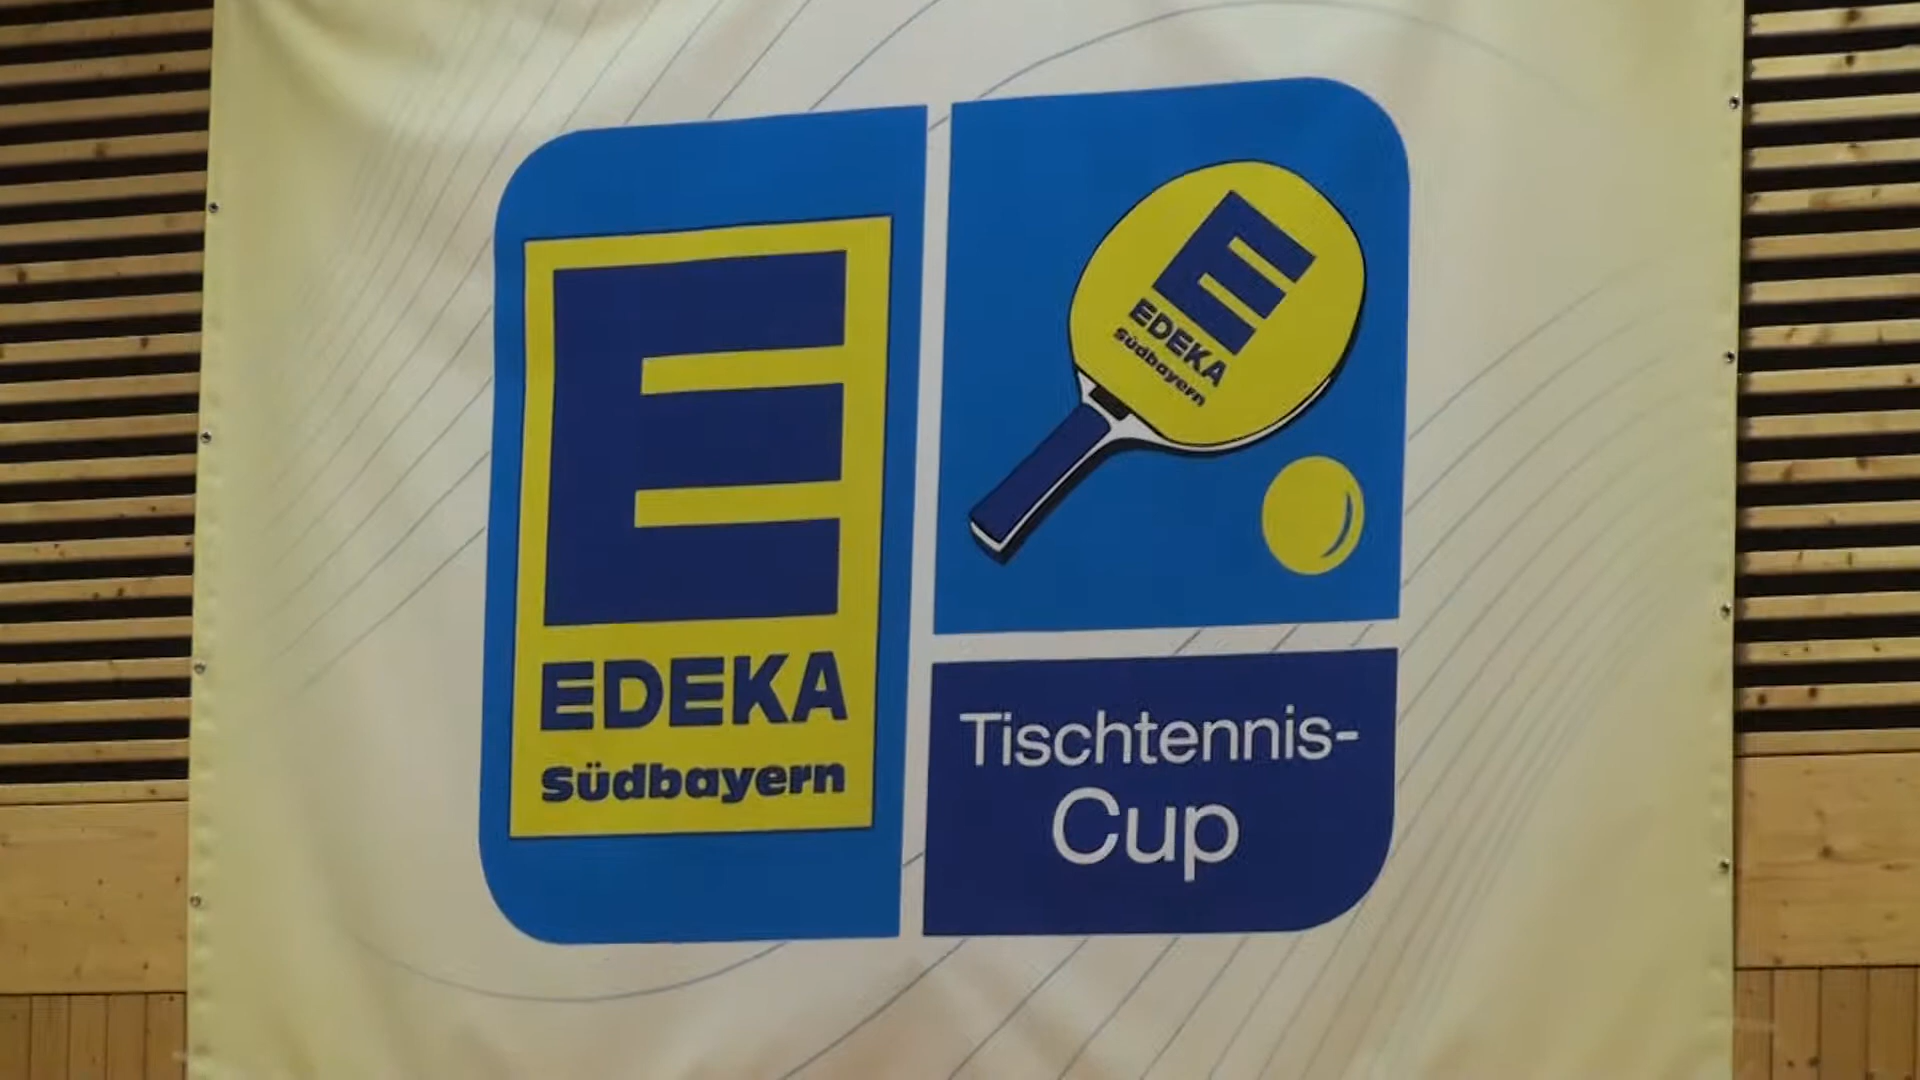 E
EDEKA
Südbayern
E
EDEKA
Südbayern
Tischtennis-
Cup